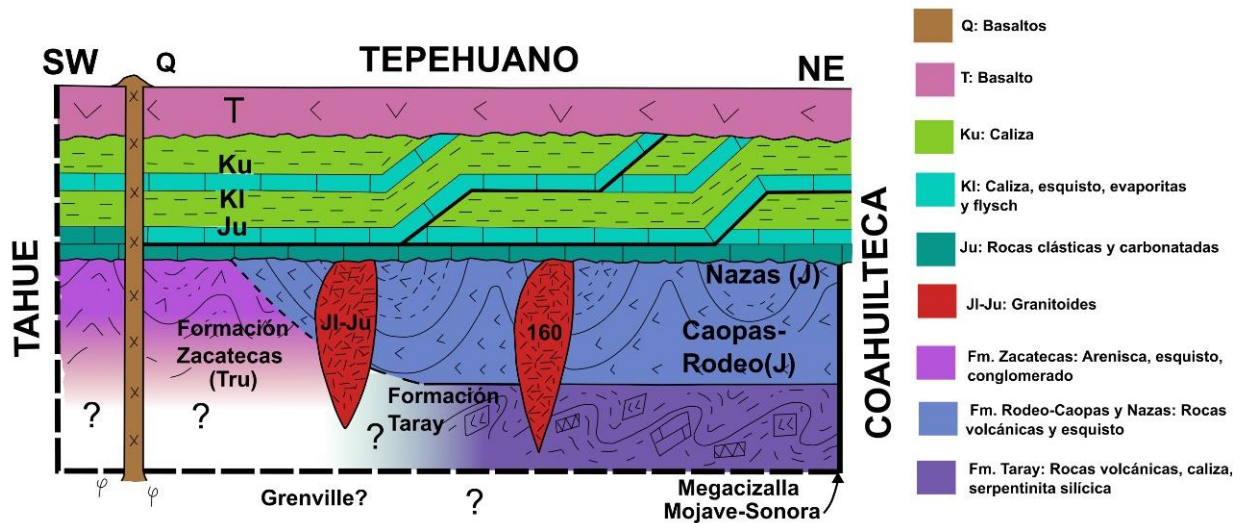 TEPEHUANO
SW
Q
NE
T
Ku
Kl
Ju
TAHUE
COAHUILTECA
Nazas (J)
Formación
Zacatecas
(Tru)
Jl-Ju
160
Caopas-
Rodeo(J)
Formación
Taray
?
?
?
Grenville?
?
Megacizalla
Mojave-Sonora
φ
φ
Q: Basaltos
T: Basalto
Ku: Caliza
Kl: Caliza, esquisto, evaporitas
y flysch
Ju: Rocas clásticas y carbonatadas
Jl-Ju: Granitoides
Fm. Zacatecas: Arenisca, esquisto,
conglomerado
Fm. Rodeo-Caopas y Nazas: Rocas
volcánicas y esquisto
Fm. Taray: Rocas volcánicas, caliza,
serpentinita silícica